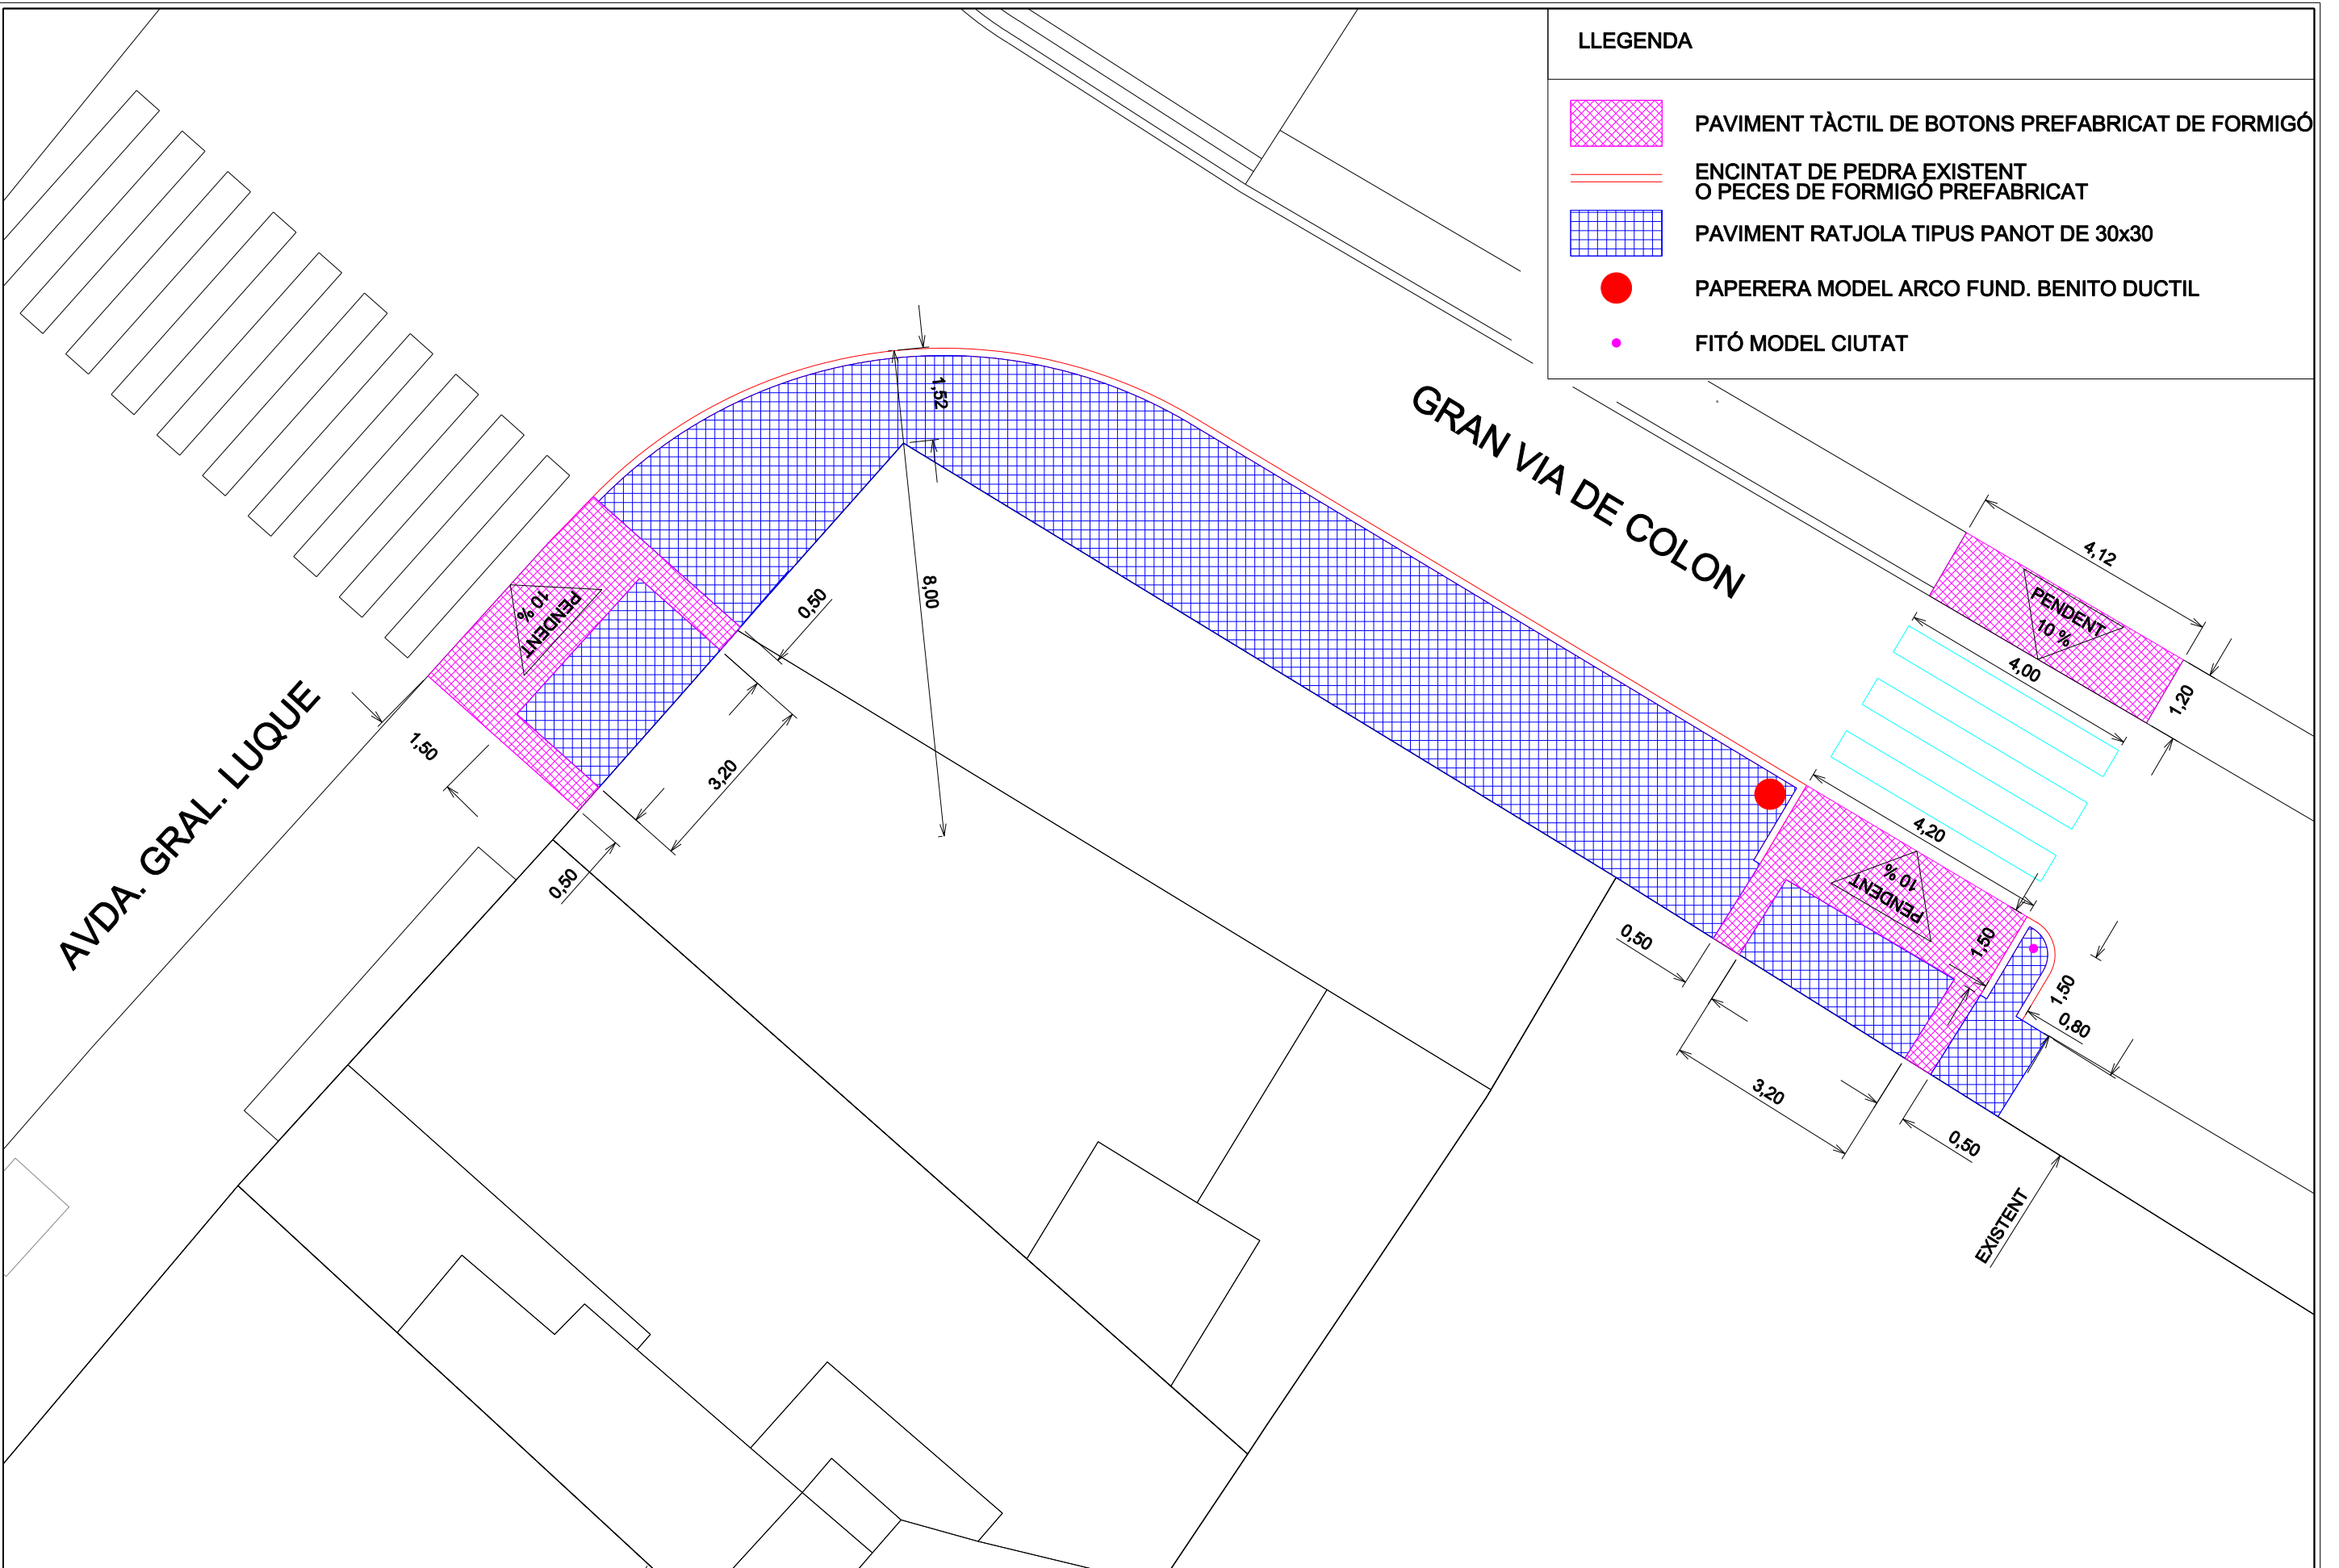 LLEGENDA
PAVIMENT TÀCTIL DE BOTONS PREFABRICAT DE FORMIGÓ
ENCINTAT DE PEDRA EXISTENT
O PECES DE FORMIGÓ PREFABRICAT
PAVIMENT RATJOLA TIPUS PANOT DE 30x30
PAPERERA MODEL ARCO FUND. BENITO DUCTIL
FITÓ MODEL CIUTAT
GRAN VIA DE COLON
AVDA. GRAL. LUQUE
1,52
8,00
0,50
PENDENT
10 %
1,50
3,20
0,50
4,12
PENDENT
10 %
4,00
1,20
4,20
PENDENT
10 %
1,50
1,50
0,80
0,50
3,20
0,50
EXISTENT